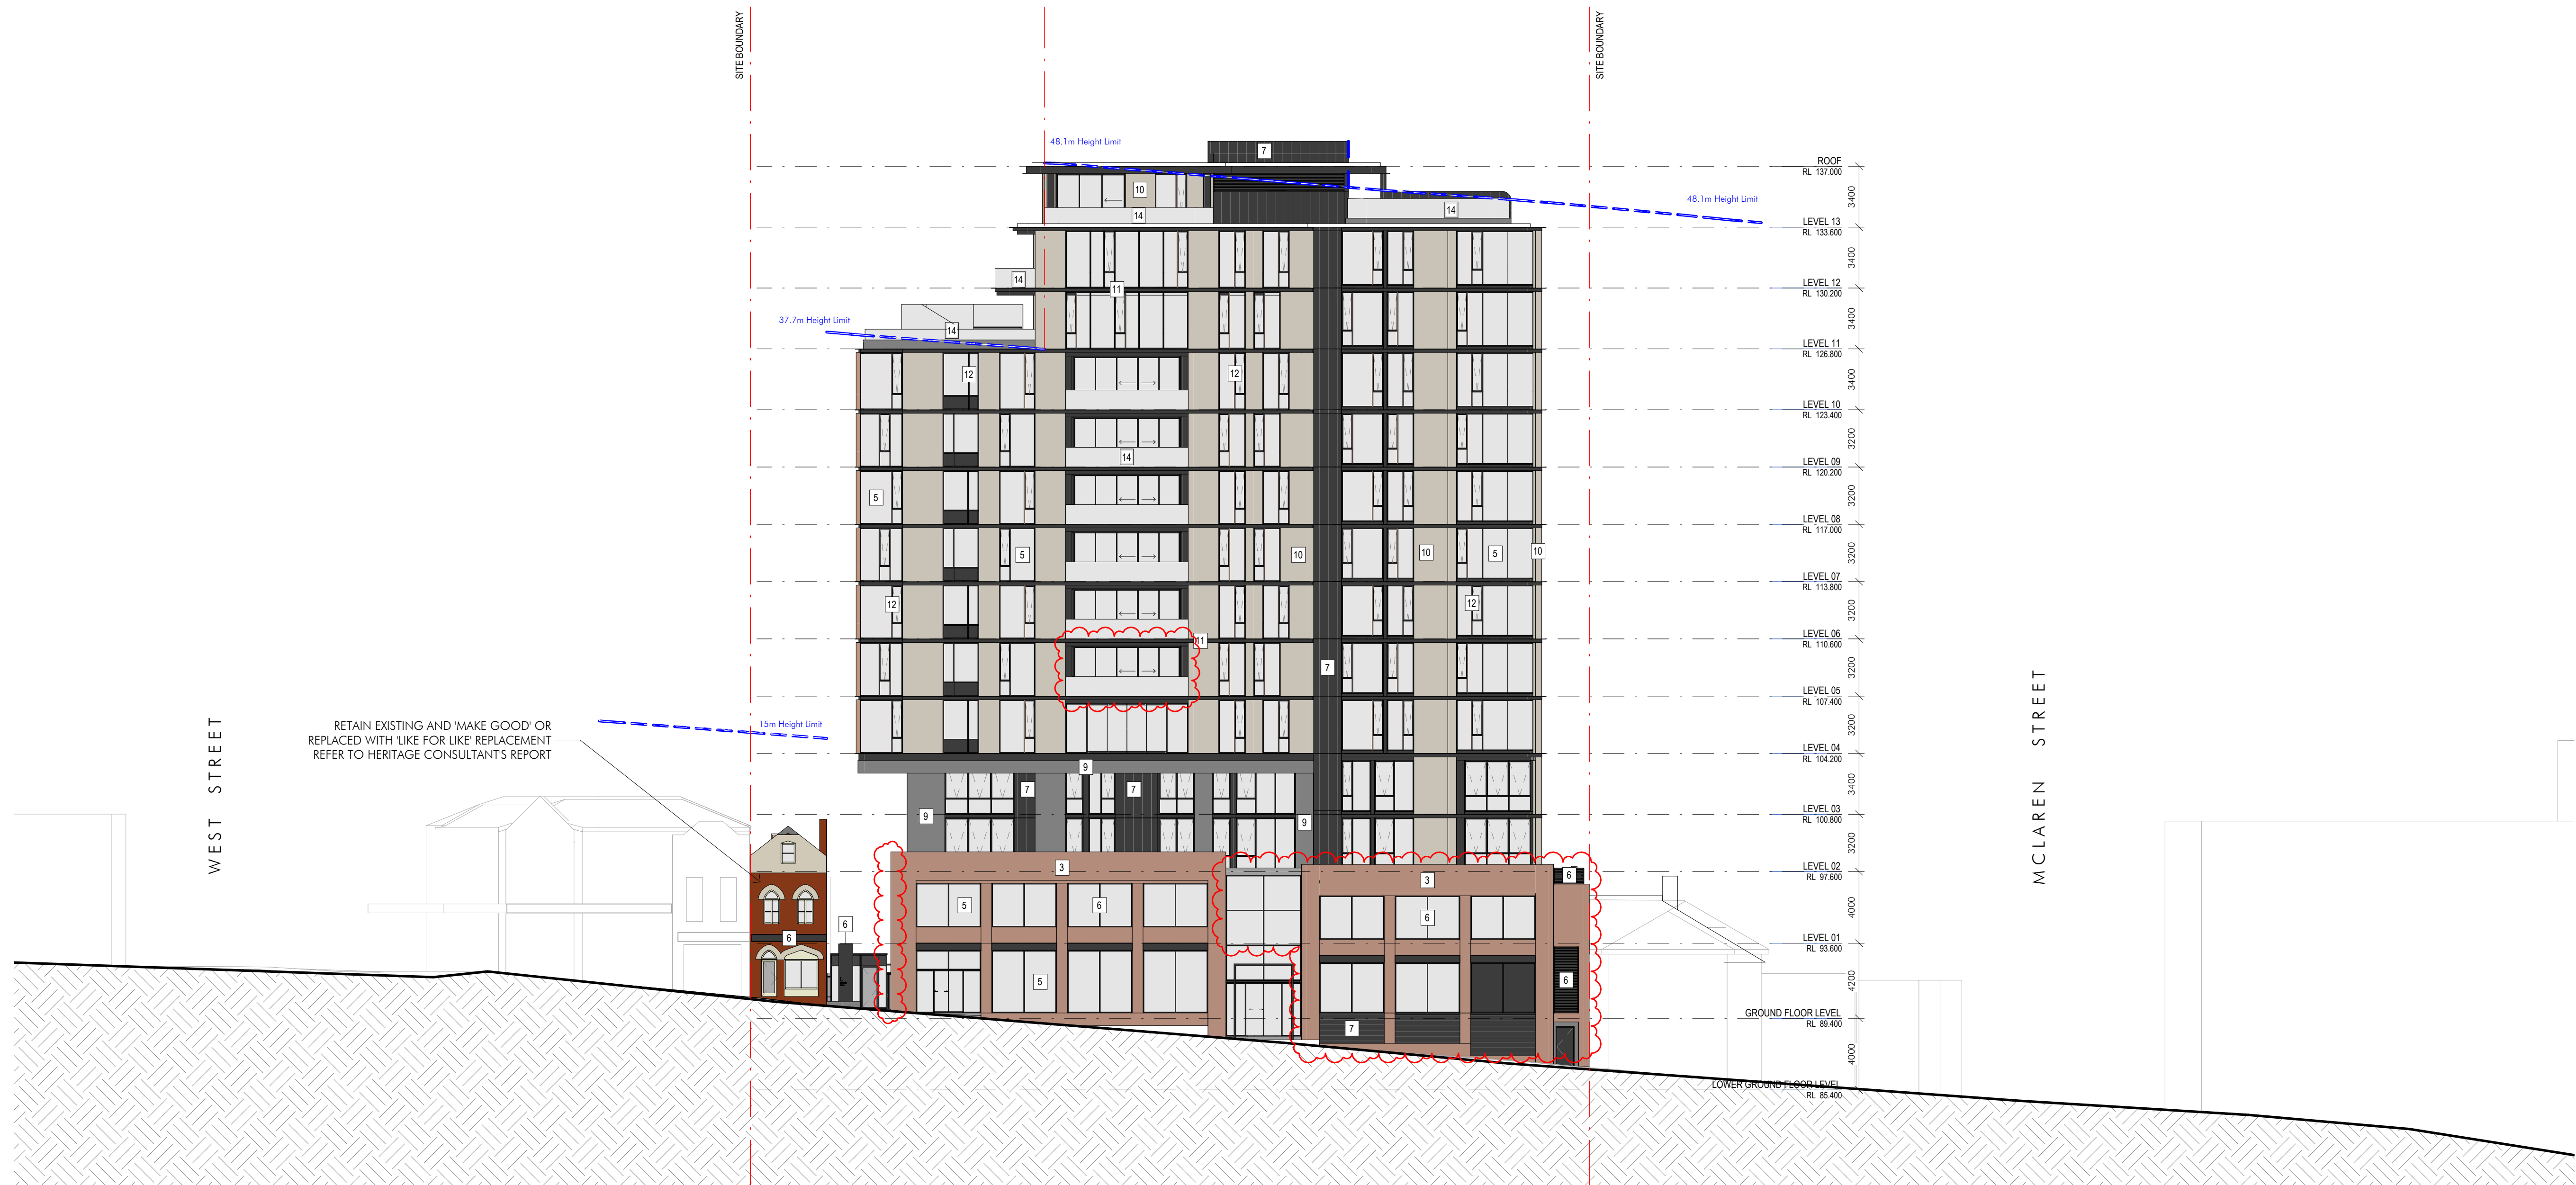 SITE BOUNDARY
SITE BOUNDARY
48.1m Height Limit
7
ROOF
RL 137.000
10
3400
48.1m Height Limit
14
14
LEVEL 13
RL 133.600
3400
14
11
LEVEL 12
RL 130.200
37.7m Height Limit
14
3400
LEVEL 11
RL 126.800
12
12
3400
LEVEL 10
RL 123.400
14
3200
LEVEL 09
RL 120.200
5
3200
LEVEL 08
RL 117.000
5
10
10
5
10
3200
LEVEL 07
RL 113.800
12
12
3200
LEVEL 06
RL 110.600
11
7
3200
LEVEL 05
RL 107.400
15m Height Limit
3200
RETAIN EXISTING AND 'MAKE GOOD' OR
REPLACED WITH 'LIKE FOR LIKE' REPLACEMENT
REFER TO HERITAGE CONSULTANT'S REPORT
WEST STREET
MCLAREN STREET
LEVEL 04
RL 104.200
9
7
7
3400
LEVEL 03
RL 100.800
9
9
3200
3
LEVEL 02
RL 97.600
3
6
5
6
6
4000
6
6
LEVEL 01
RL 93.600
5
6
4200
GROUND FLOOR LEVEL
RL 89.400
7
4000
LOWER GROUND FLOOR LEVEL
RL 85.400